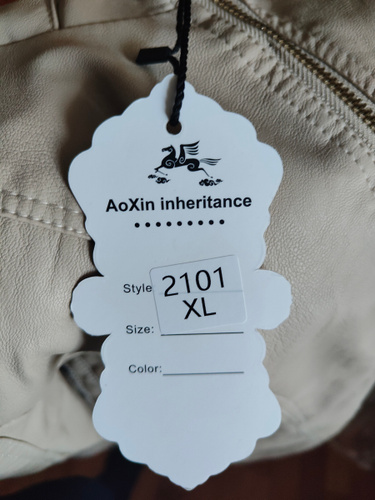 AoXin inheritance
Style
2101
XL
Size:
Color: